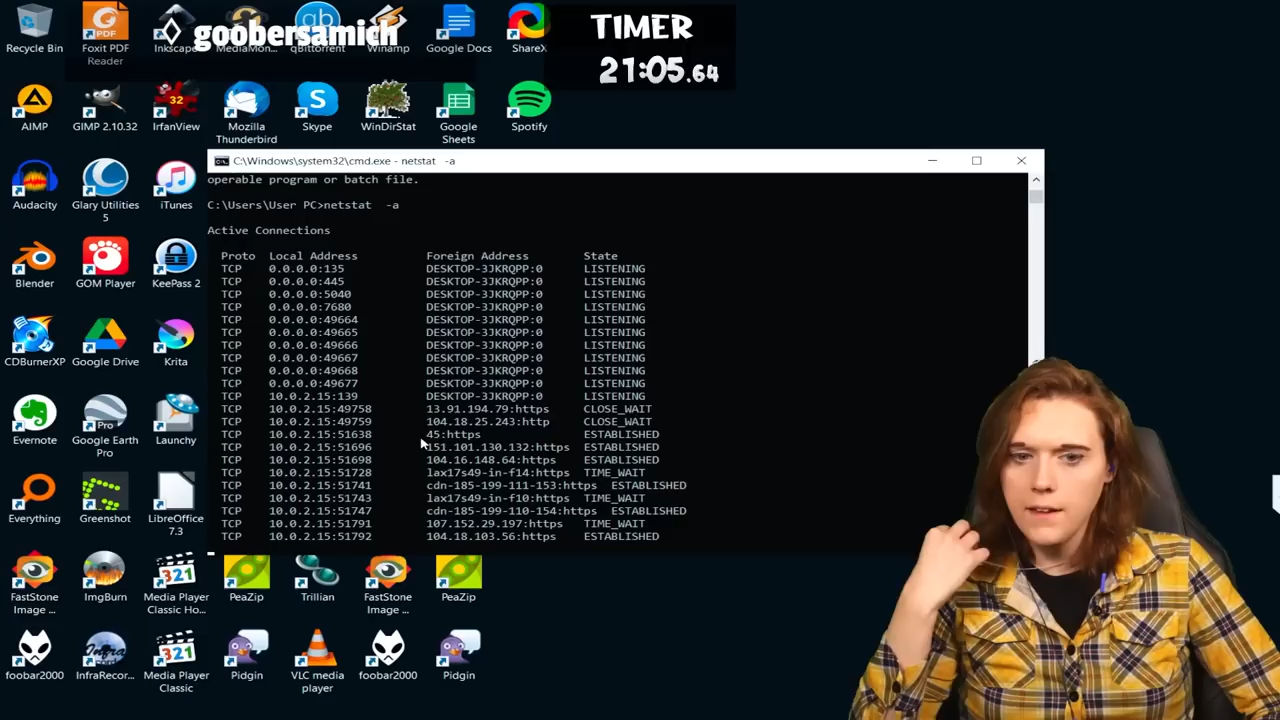 goobersamich
TIMER
21:05.64
Recycle Bin
Foxit PDF
Reader
Inkscape
MediaMon...
qBittorrent
Winamp
Google Docs
ShareX
AIMP
GIMP 2.10.32
IrfanView
Mozilla
Thunderbird
Skype
WinDirStat
Google
Sheets
Spotify
Audacity
Glary Utilities
5
iTunes
Blender
GOM Player
KeePass 2
CDBurnerXP
Google Drive
Krita
Evernote
Google Earth
Pro
Launchy
Everything
Greenshot
LibreOffice
7.3
C:\Windows\system32\cmd.exe - netstat -a
operable program or batch file.
C:\Users\User PC>netstat -a
Active Connections
Proto Local Address Foreign Address State
TCP 0.0.0.0:135 DESKTOP-3JKRQPP:0 LISTENING
TCP 0.0.0.0:445 DESKTOP-3JKRQPP:0 LISTENING
TCP 0.0.0.0:5040 DESKTOP-3JKRQPP:0 LISTENING
TCP 0.0.0.0:7680 DESKTOP-3JKRQPP:0 LISTENING
TCP 0.0.0.0:49664 DESKTOP-3JKRQPP:0 LISTENING
TCP 0.0.0.0:49665 DESKTOP-3JKRQPP:0 LISTENING
TCP 0.0.0.0:49666 DESKTOP-3JKRQPP:0 LISTENING
TCP 0.0.0.0:49667 DESKTOP-3JKRQPP:0 LISTENING
TCP 0.0.0.0:49668 DESKTOP-3JKRQPP:0 LISTENING
TCP 0.0.0.0:49677 DESKTOP-3JKRQPP:0 LISTENING
TCP 10.0.2.15:139 DESKTOP-3JKRQPP:0 LISTENING
TCP 10.0.2.15:49758 13.91.194.79:https CLOSE_WAIT
TCP 10.0.2.15:49759 104.18.25.243:http CLOSE_WAIT
TCP 10.0.2.15:51638 45:https ESTABLISHED
TCP 10.0.2.15:51696 151.101.130.132:https ESTABLISHED
TCP 10.0.2.15:51698 104.16.148.64:https ESTABLISHED
TCP 10.0.2.15:51728 lax17s49-in-f14:https TIME_WAIT
TCP 10.0.2.15:51741 cdn-185-199-111-153:https ESTABLISHED
TCP 10.0.2.15:51743 lax17s49-in-f10:https TIME_WAIT
TCP 10.0.2.15:51747 cdn-185-199-110-154:https ESTABLISHED
TCP 10.0.2.15:51791 107.152.29.197:https TIME_WAIT
TCP 10.0.2.15:51792 104.18.103.56:https ESTABLISHED
FastStone
Image ...
ImgBurn
Media Player
Classic Ho...
PeaZip
Trillian
FastStone
Image ...
PeaZip
foobar2000
InfraRecor...
Media Player
Classic
Pidgin
VLC media
player
foobar2000
Pidgin